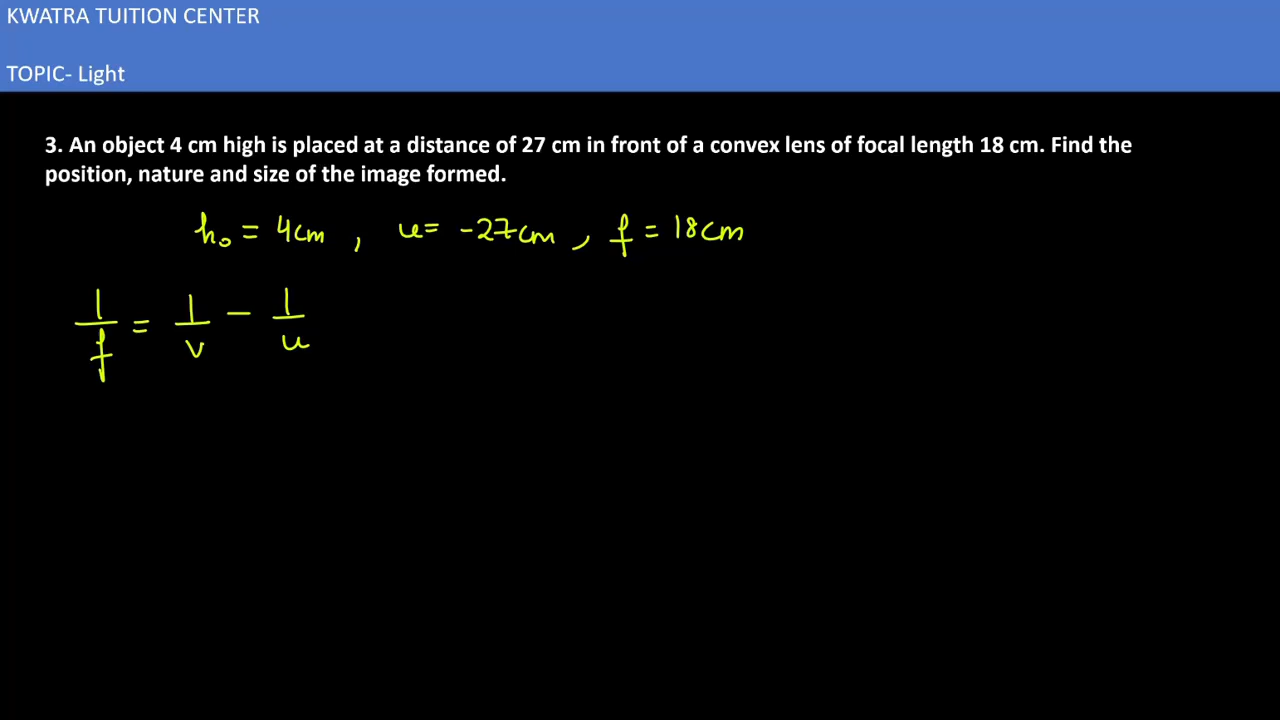 KWATRA TUITION CENTER
TOPIC- Light
3. An object 4 cm high is placed at a distance of 27 cm in front of a convex lens of focal length 18 cm. Find the
position, nature and size of the image formed.
h₀ = 4cm , u= -27cm , f = 18cm
1/f = 1/v - 1/u